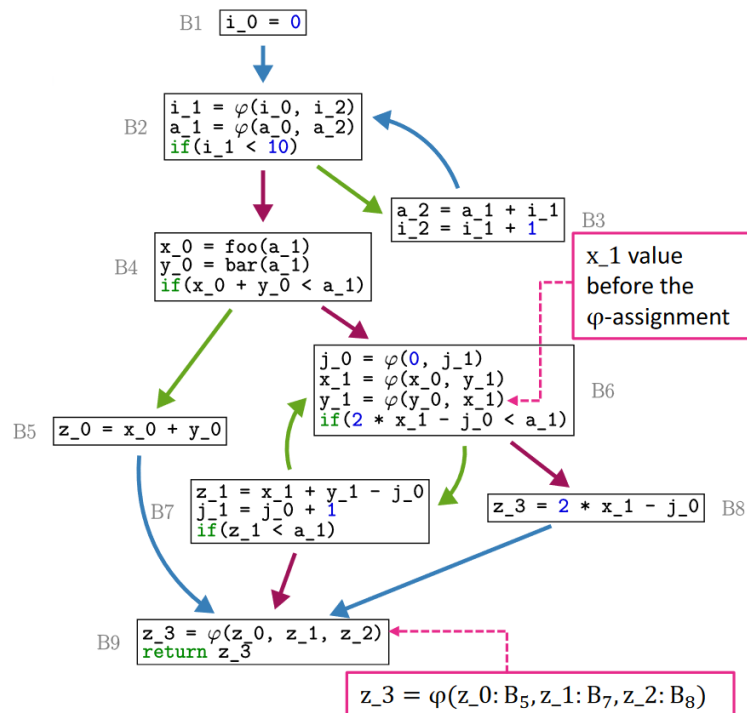 B1
i_0 = 0
B2
i_1 = φ(i_0, i_2)
a_1 = φ(a_0, a_2)
if(i_1 < 10)
a_2 = a_1 + i_1
i_2 = i_1 + 1
B3
B4
x_0 = foo(a_1)
y_0 = bar(a_1)
if(x_0 + y_0 < a_1)
x_1 value
before the
φ-assignment
j_0 = φ(0, j_1)
x_1 = φ(x_0, y_1)
y_1 = φ(y_0, x_1)
if(2 * x_1 - j_0 < a_1)
B6
B5
z_0 = x_0 + y_0
B7
z_1 = x_1 + y_1 - j_0
j_1 = j_0 + 1
if(z_1 < a_1)
z_3 = 2 * x_1 - j_0
B8
B9
z_3 = φ(z_0, z_1, z_2)
return z_3
z_3 = φ(z_0: B₅, z_1: B₇, z_2: B₈)